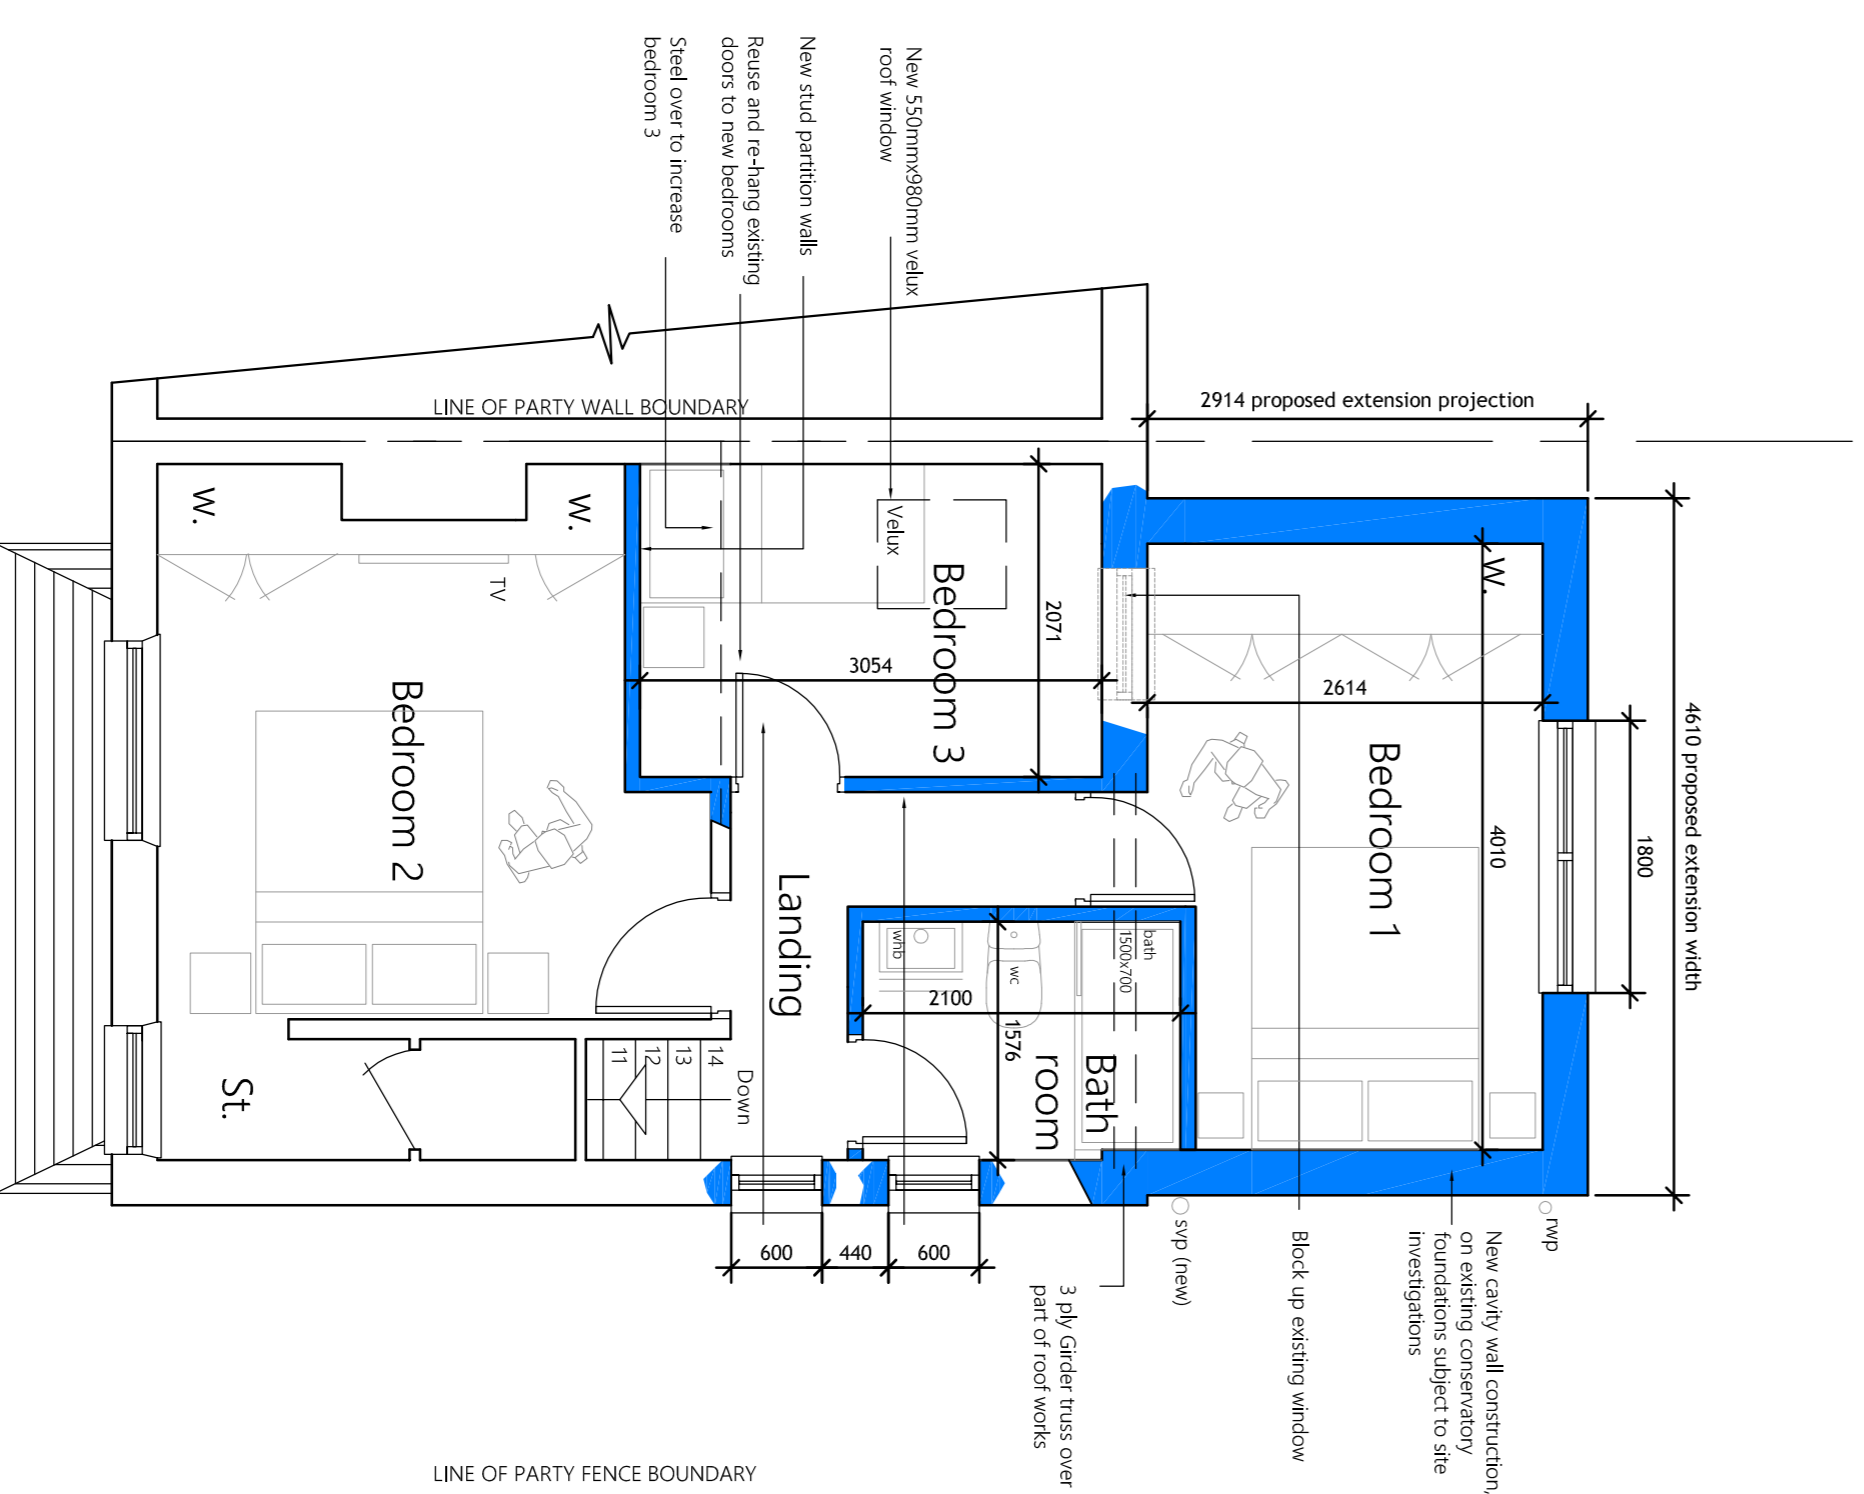 New 550mmx980mm velux
roof window
New stud partition walls
Reuse and re-hang existing
doors to new bedrooms
Steel over to increase
bedroom 3
LINE OF PARTY WALL BOUNDARY
2914 proposed extension projection
4610 proposed extension width
W.
W.
TV
Velux
Bedroom 3
2071
3054
W.
2614
Bedroom 1
4010
1800
Bedroom 2
Landing
whb
wc
bath
1500x700
2100
1576
Bath
room
St.
11
12
13
14
Down
600
440
600
svp (new)
rwp
3 ply Girder truss over
part of roof works
Block up existing window
New cavity wall construction,
on existing conservatory
foundations subject to site
investigations
LINE OF PARTY FENCE BOUNDARY